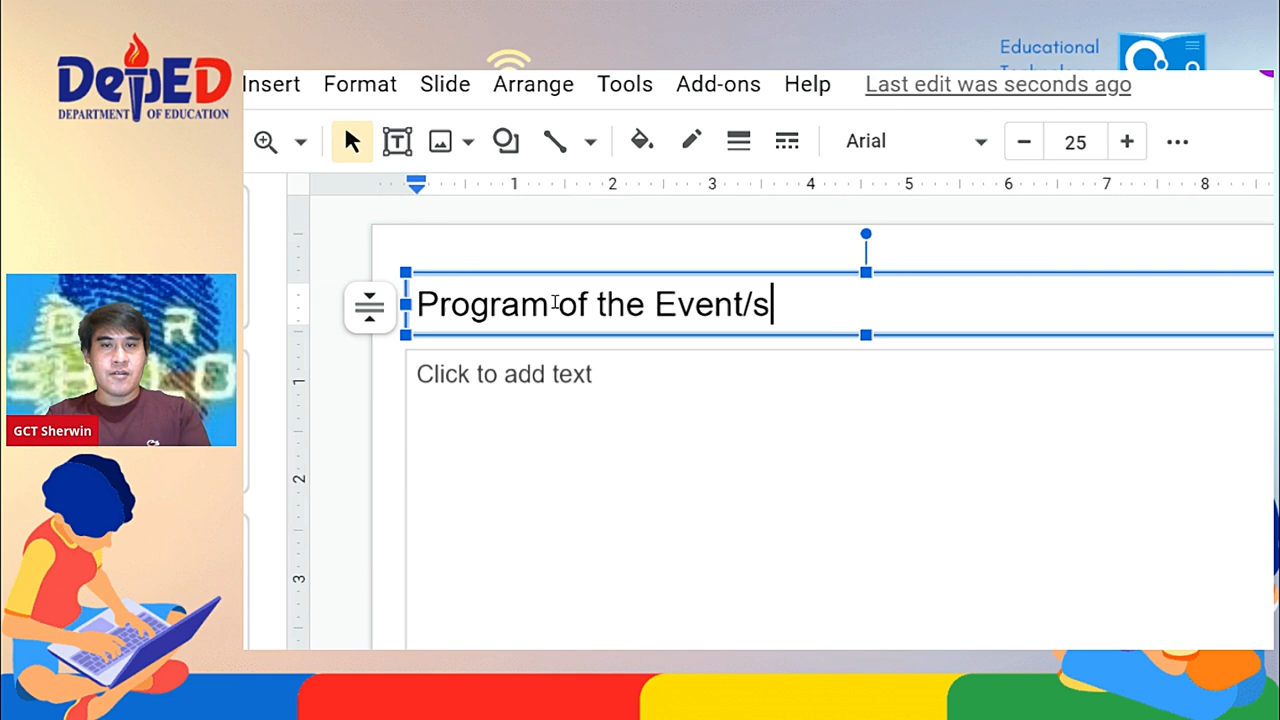 DepED
DEPARTMENT OF EDUCATION
Educational
Insert Format Slide Arrange Tools Add-ons Help Last edit was seconds ago
Arial 25
1 2 3 4 5 6 7 8
Program of the Event/s
Click to add text
1
2
3
GCT Sherwin